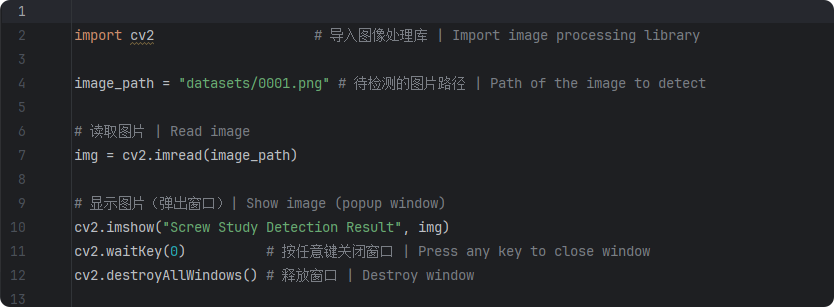 1
2 import cv2 # 导入图像处理库 | Import image processing library
3
4 image_path = "datasets/0001.png" # 待检测的图片路径 | Path of the image to detect
5
6 # 读取图片 | Read image
7 img = cv2.imread(image_path)
8
9 # 显示图片（弹出窗口）| Show image (popup window)
10 cv2.imshow("Screw Study Detection Result", img)
11 cv2.waitKey(0) # 按任意键关闭窗口 | Press any key to close window
12 cv2.destroyAllWindows() # 释放窗口 | Destroy window
13